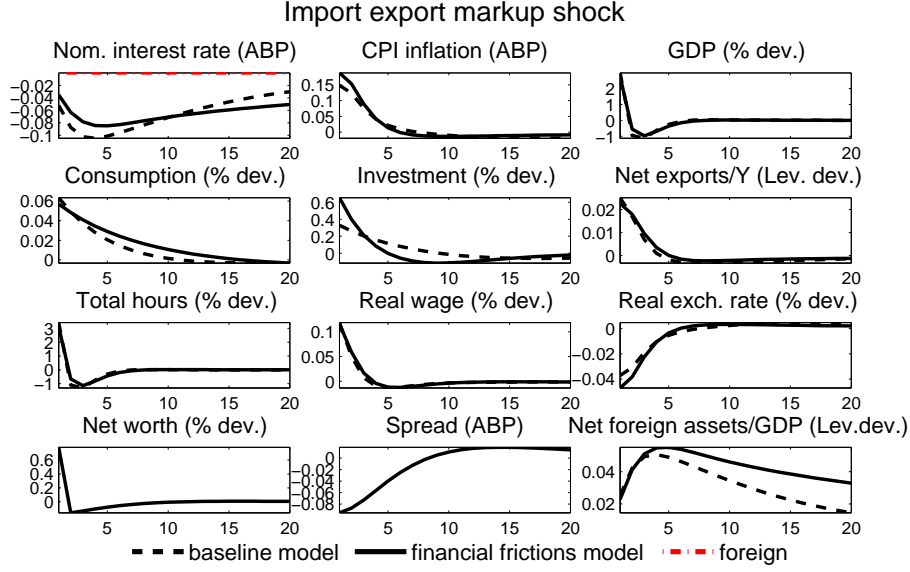 Import export markup shock
Nom. interest rate (ABP)
CPI inflation (ABP)
GDP (% dev.)
−0.02
−0.04
−0.06
−0.08
−0.1
5 10 15 20
0.15
0.1
0.05
0
5 10 15 20
2
1
0
−1
5 10 15 20
Consumption (% dev.)
Investment (% dev.)
Net exports/Y (Lev. dev.)
0.06
0.04
0.02
0
5 10 15 20
0.6
0.4
0.2
0
5 10 15 20
0.02
0.01
0
5 10 15 20
Total hours (% dev.)
Real wage (% dev.)
Real exch. rate (% dev.)
3
2
1
0
−1
5 10 15 20
0.1
0.05
0
5 10 15 20
0
−0.02
−0.04
5 10 15 20
Net worth (% dev.)
Spread (ABP)
Net foreign assets/GDP (Lev.dev.)
0.6
0.4
0.2
0
5 10 15 20
0
−0.02
−0.04
−0.06
−0.08
5 10 15 20
0.04
0.02
5 10 15 20
baseline model financial frictions model foreign